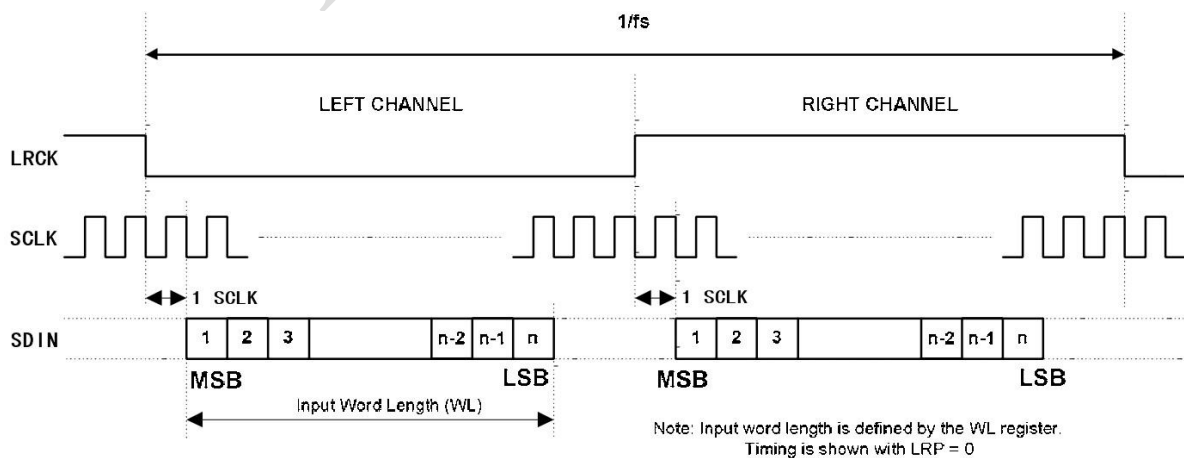 1/fs
LEFT CHANNEL RIGHT CHANNEL
LRCK
SCLK
1 SCLK 1 SCLK
SDIN 1 2 3 n-2 n-1 n 1 2 3 n-2 n-1 n
MSB LSB MSB LSB
Input Word Length (WL)
Note: Input word length is defined by the WL register.
Timing is shown with LRP = 0